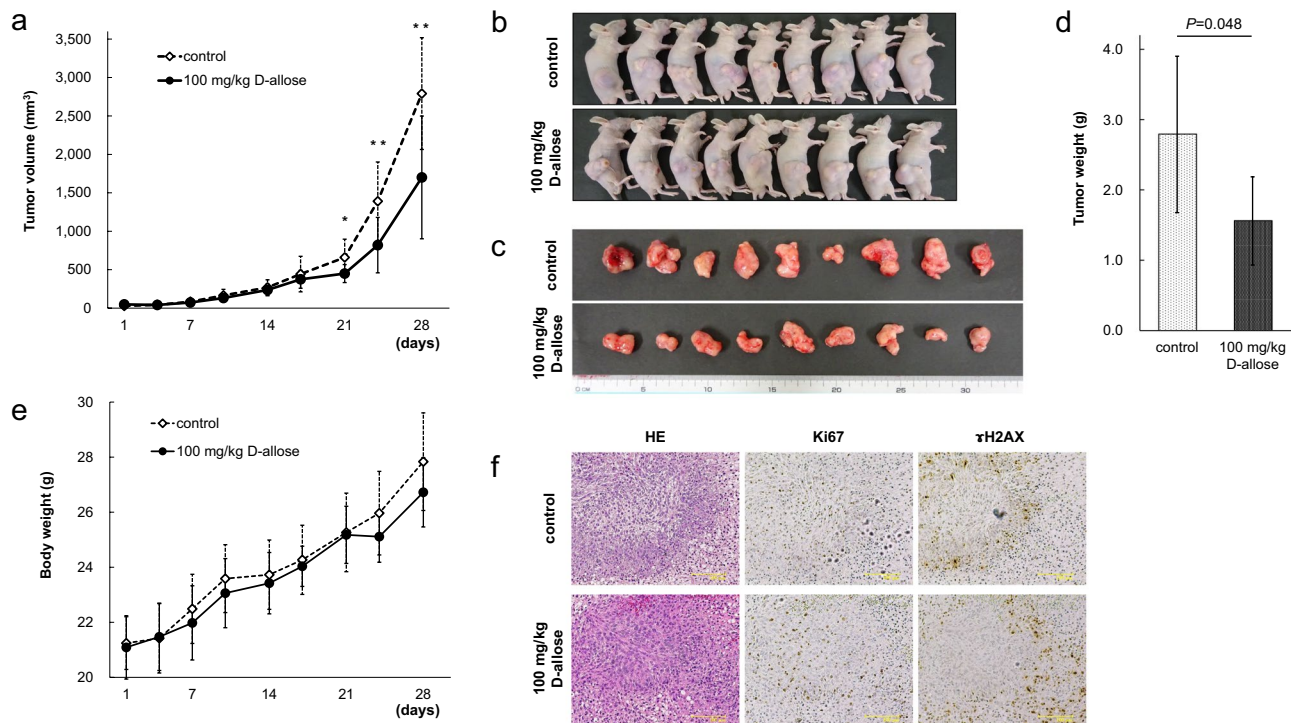 a
control
100 mg/kg D-allose
Tumor volume (mm³)
3,500
3,000
2,500
2,000
1,500
1,000
500
0
* * 
* *
*
1 7 14 21 28
(days)
b
control
100 mg/kg
D-allose
c
control
100 mg/kg
D-allose
0 CM 5 10 15 20 25 30
d
P=0.048
Tumor weight (g)
4.0
3.0
2.0
1.0
0.0
control
100 mg/kg
D-allose
e
control
100 mg/kg D-allose
Body weight (g)
30
28
26
24
22
20
1 7 14 21 28
(days)
f
HE Ki67 ɤH2AX
control
100 mg/kg
D-allose